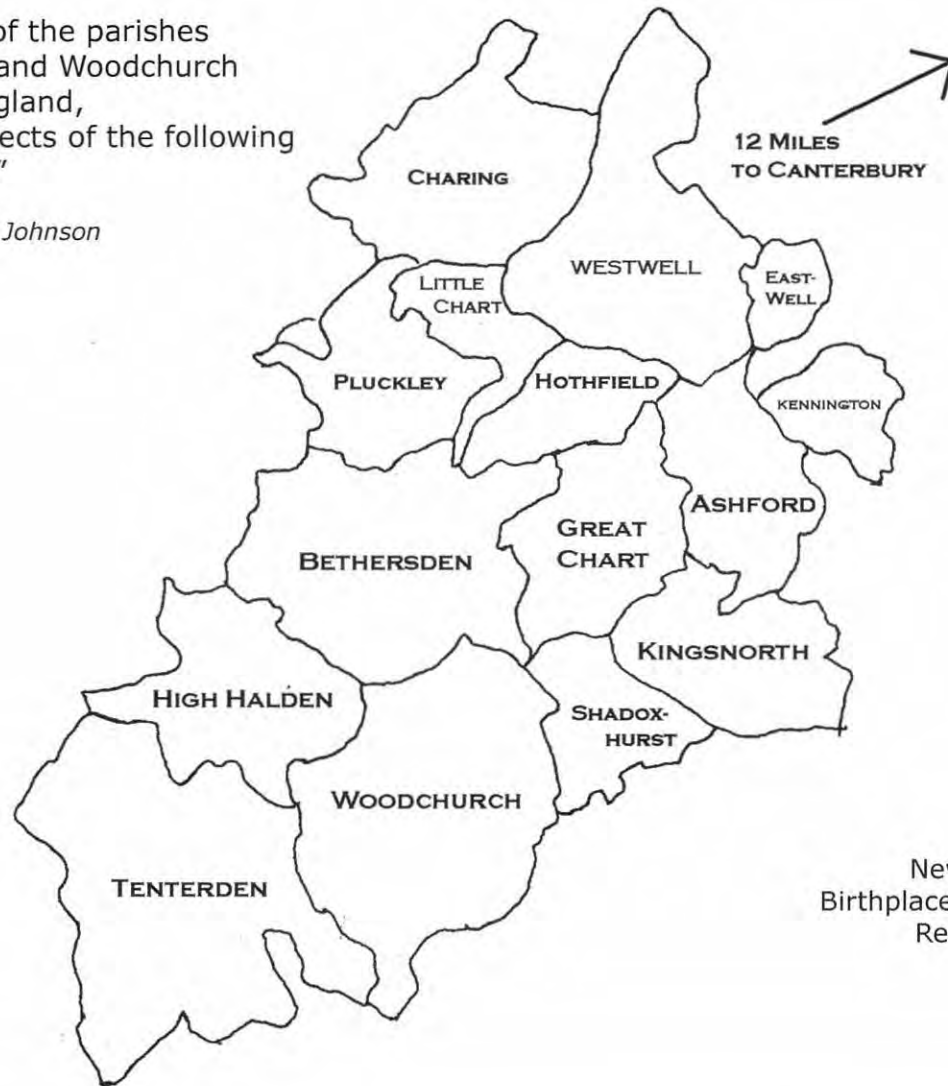 of the parishes
and Woodchurch
gland,
ects of the following
"
Johnson
12 MILES
TO CANTERBURY
CHARING
WESTWELL
EAST-
WELL
LITTLE
CHART
PLUCKLEY
HOTHFIELD
KENNINGTON
ASHFORD
GREAT
CHART
BETHERSDEN
KINGSNORTH
HIGH HALDEN
SHADOX-
HURST
WOODCHURCH
TENTERDEN
Nev
Birthplace
Re